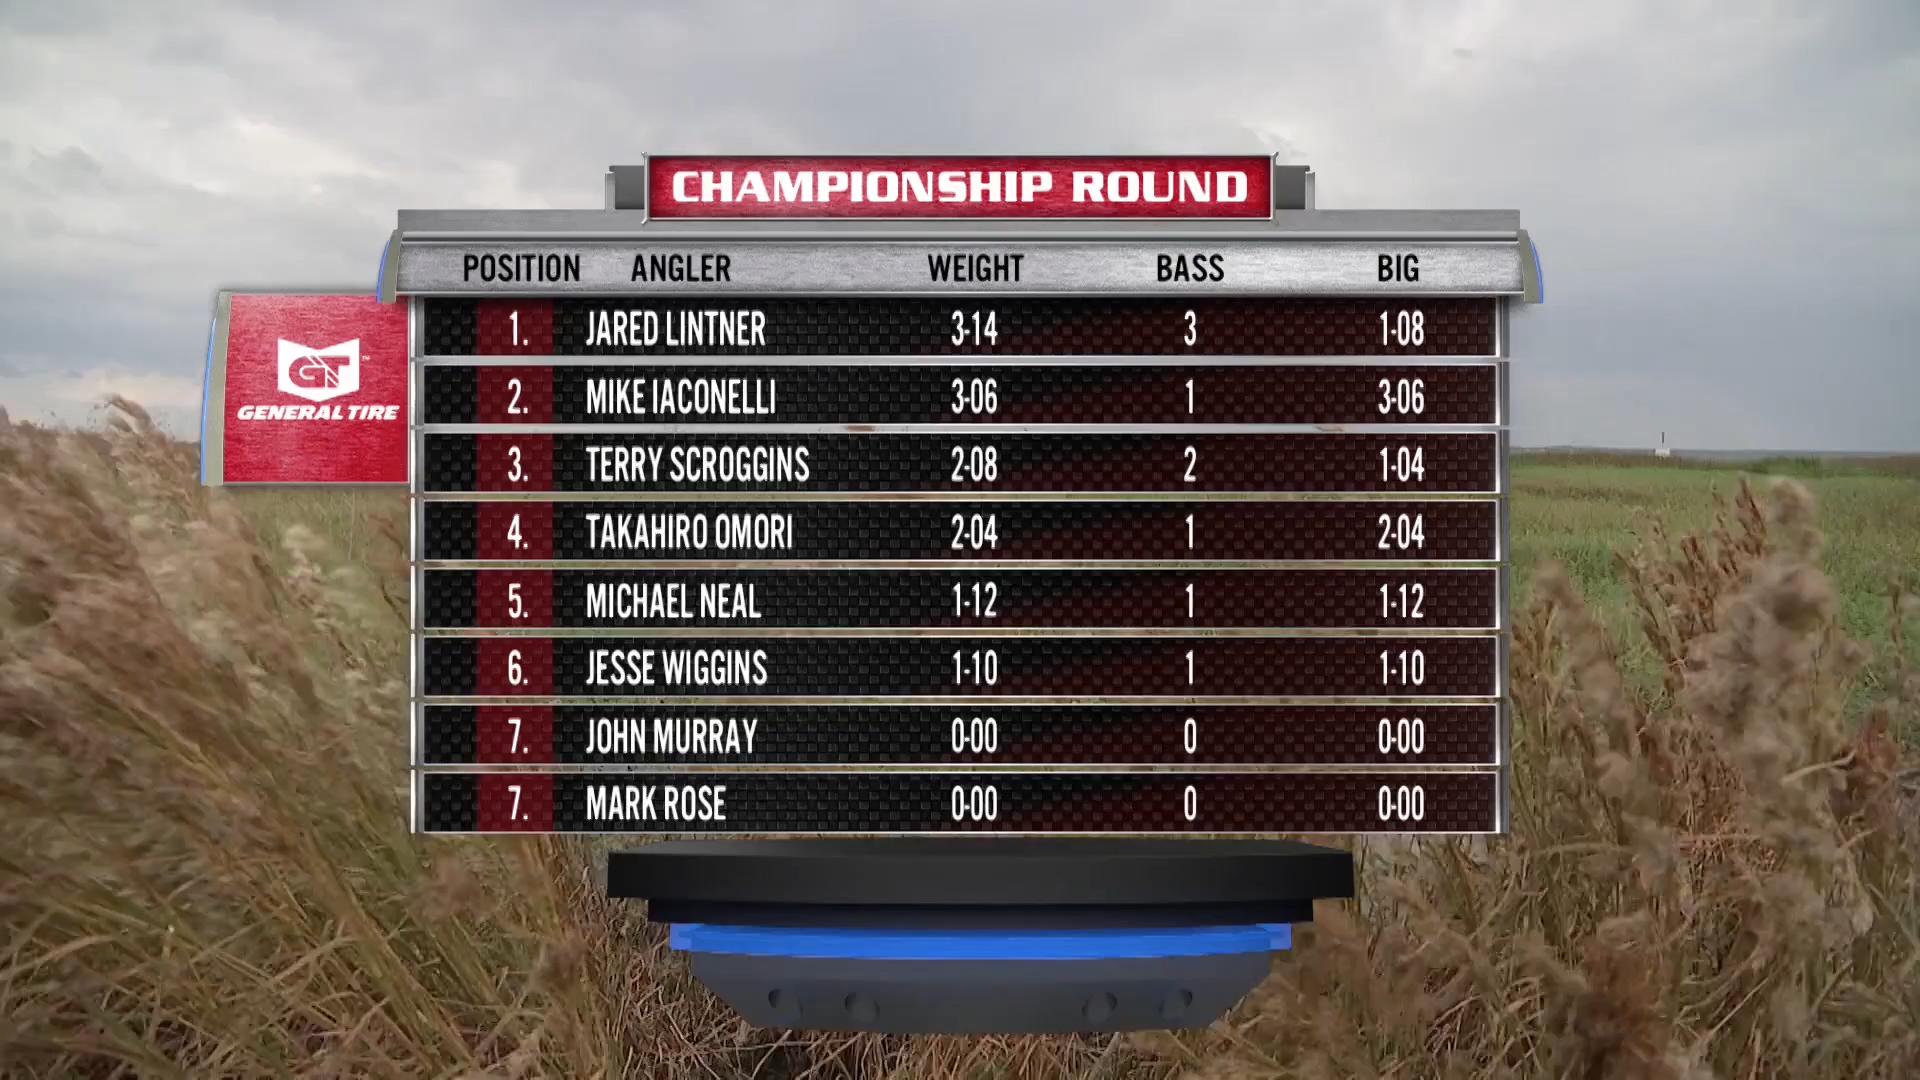 CHAMPIONSHIP ROUND
POSITION ANGLER WEIGHT BASS BIG
1. JARED LINTNER 3-14 3 1-08
2. MIKE IACONELLI 3-06 1 3-06
3. TERRY SCROGGINS 2-08 2 1-04
4. TAKAHIRO OMORI 2-04 1 2-04
5. MICHAEL NEAL 1-12 1 1-12
6. JESSE WIGGINS 1-10 1 1-10
7. JOHN MURRAY 0-00 0 0-00
7. MARK ROSE 0-00 0 0-00
GT™
GENERAL TIRE